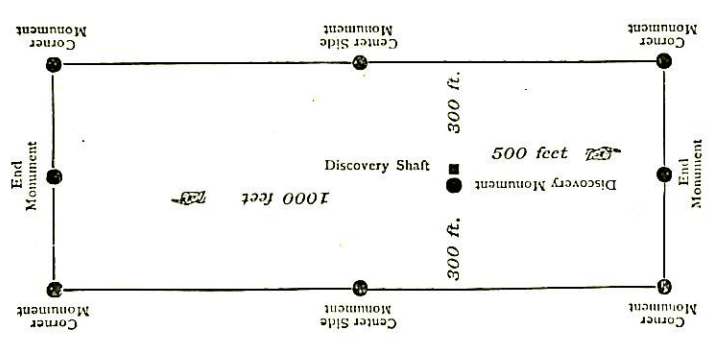 Corner
Monument
Center Side
Monument
Corner
Monument
300 ft.
End
Monument
Discovery Shaft
500 feet
Discovery Monument
End
Monument
1000 feet
300 ft.
Corner
Monument
Center Side
Monument
Corner
Monument